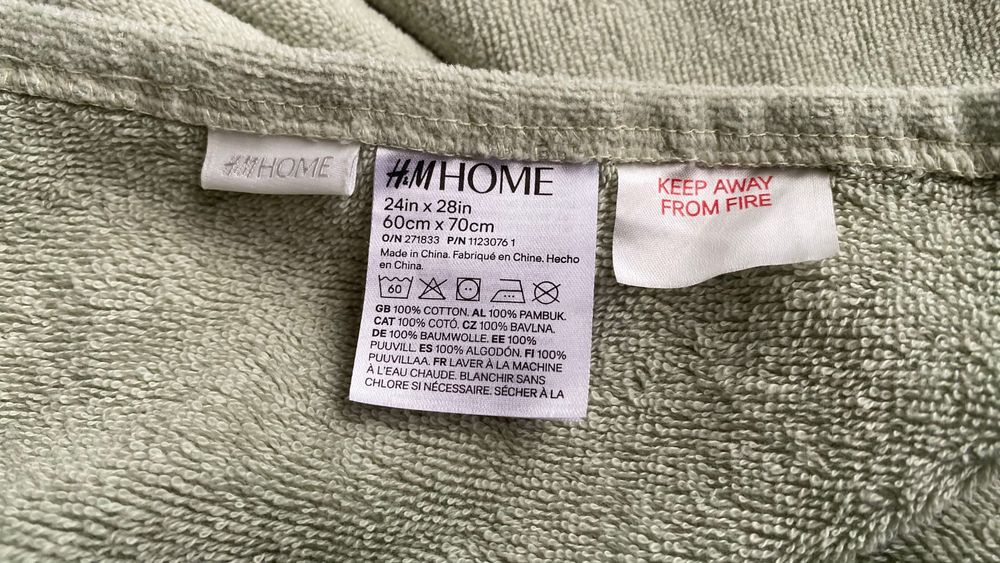 H&M HOME
H&M HOME
24in x 28in
60cm x 70cm
O/N 271833 P/N 1123076 1
Made in China. Fabriqué en Chine. Hecho
en China.
60
GB 100% COTTON. AL 100% PAMBUK.
CAT 100% COTÓ. CZ 100% BAVLNA.
DE 100% BAUMWOLLE. EE 100%
PUUVILL. ES 100% ALGODÓN. FI 100%
PUUVILLAA. FR LAVER À LA MACHINE
À L'EAU CHAUDE. BLANCHIR SANS
CHLORE SI NÉCESSAIRE. SÉCHER À LA
KEEP AWAY
FROM FIRE